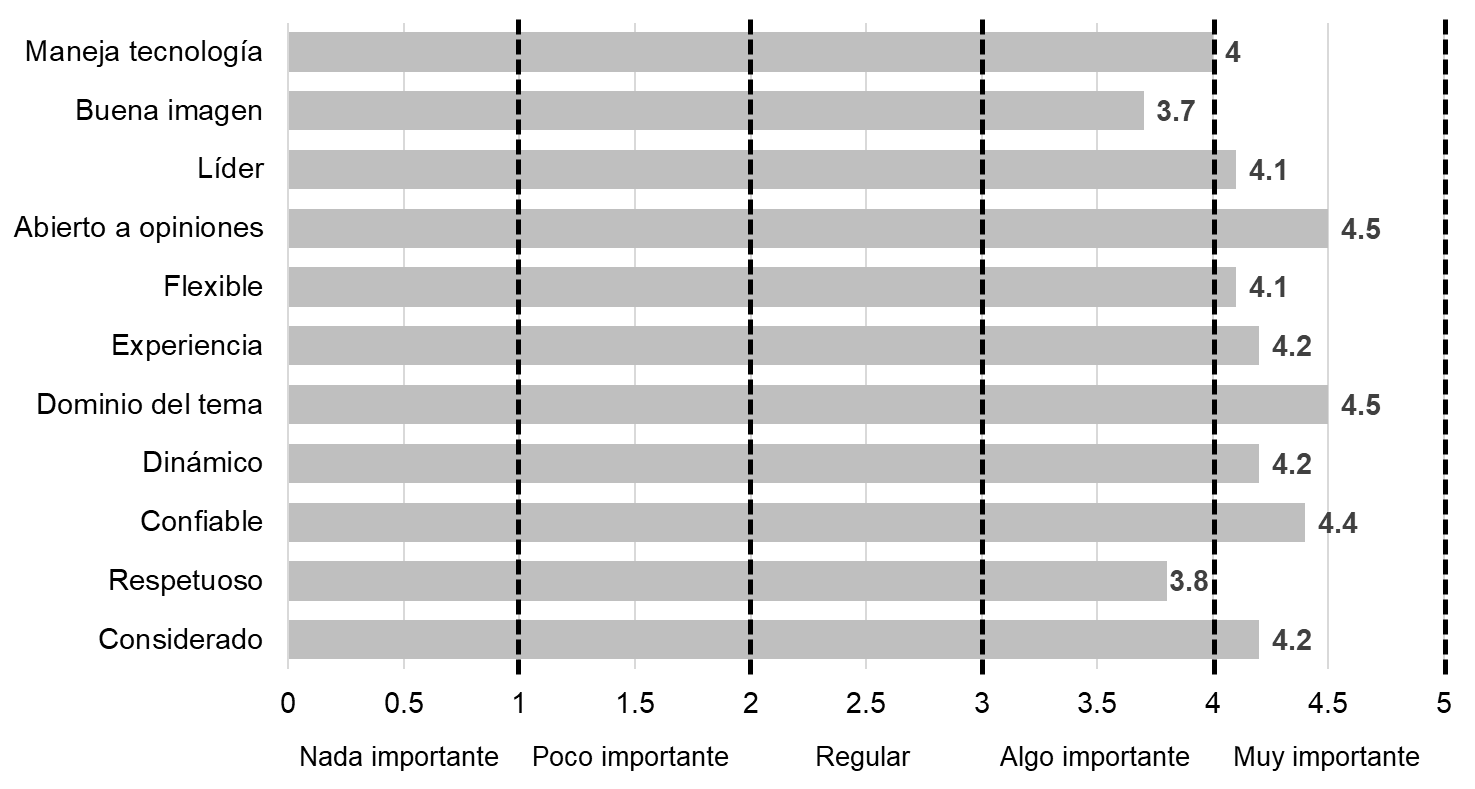 Maneja tecnología 4
Buena imagen 3.7
Líder 4.1
Abierto a opiniones 4.5
Flexible 4.1
Experiencia 4.2
Dominio del tema 4.5
Dinámico 4.2
Confiable 4.4
Respetuoso 3.8
Considerado 4.2
0 0.5 1 1.5 2 2.5 3 3.5 4 4.5 5
Nada importante Poco importante Regular Algo importante Muy importante